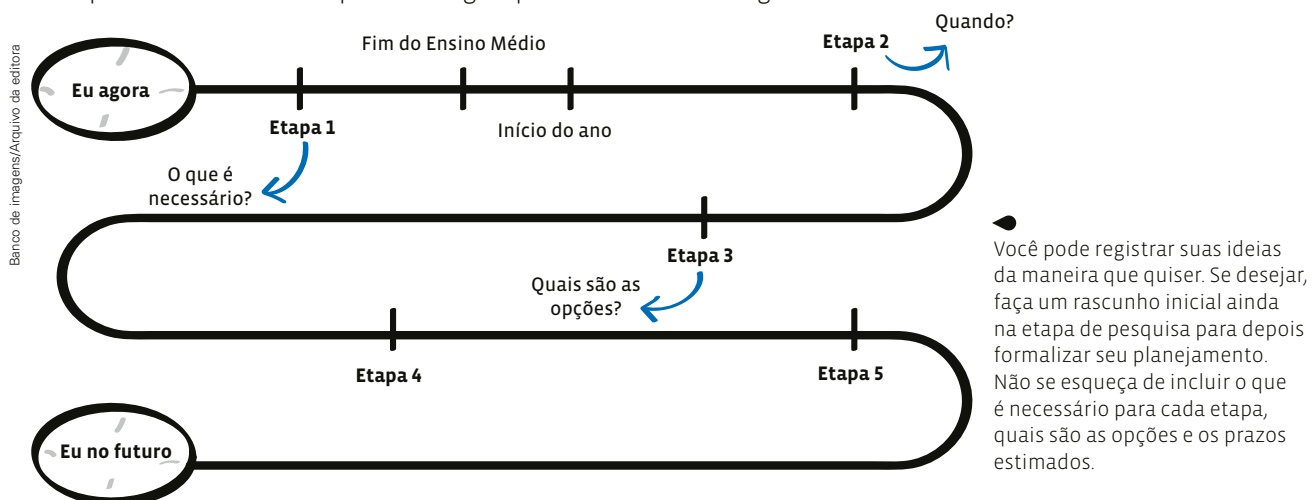 Quando?
Fim do Ensino Médio
Etapa 2
Eu agora
Etapa 1
Início do ano
O que é
necessário?
Etapa 3
Quais são as
opções?
Etapa 4
Etapa 5
Eu no futuro
Banco de imagens/Arquivo da editora
Você pode registrar suas ideias
da maneira que quiser. Se desejar,
faça um rascunho inicial ainda
na etapa de pesquisa para depois
formalizar seu planejamento.
Não se esqueça de incluir o que
é necessário para cada etapa,
quais são as opções e os prazos
estimados.